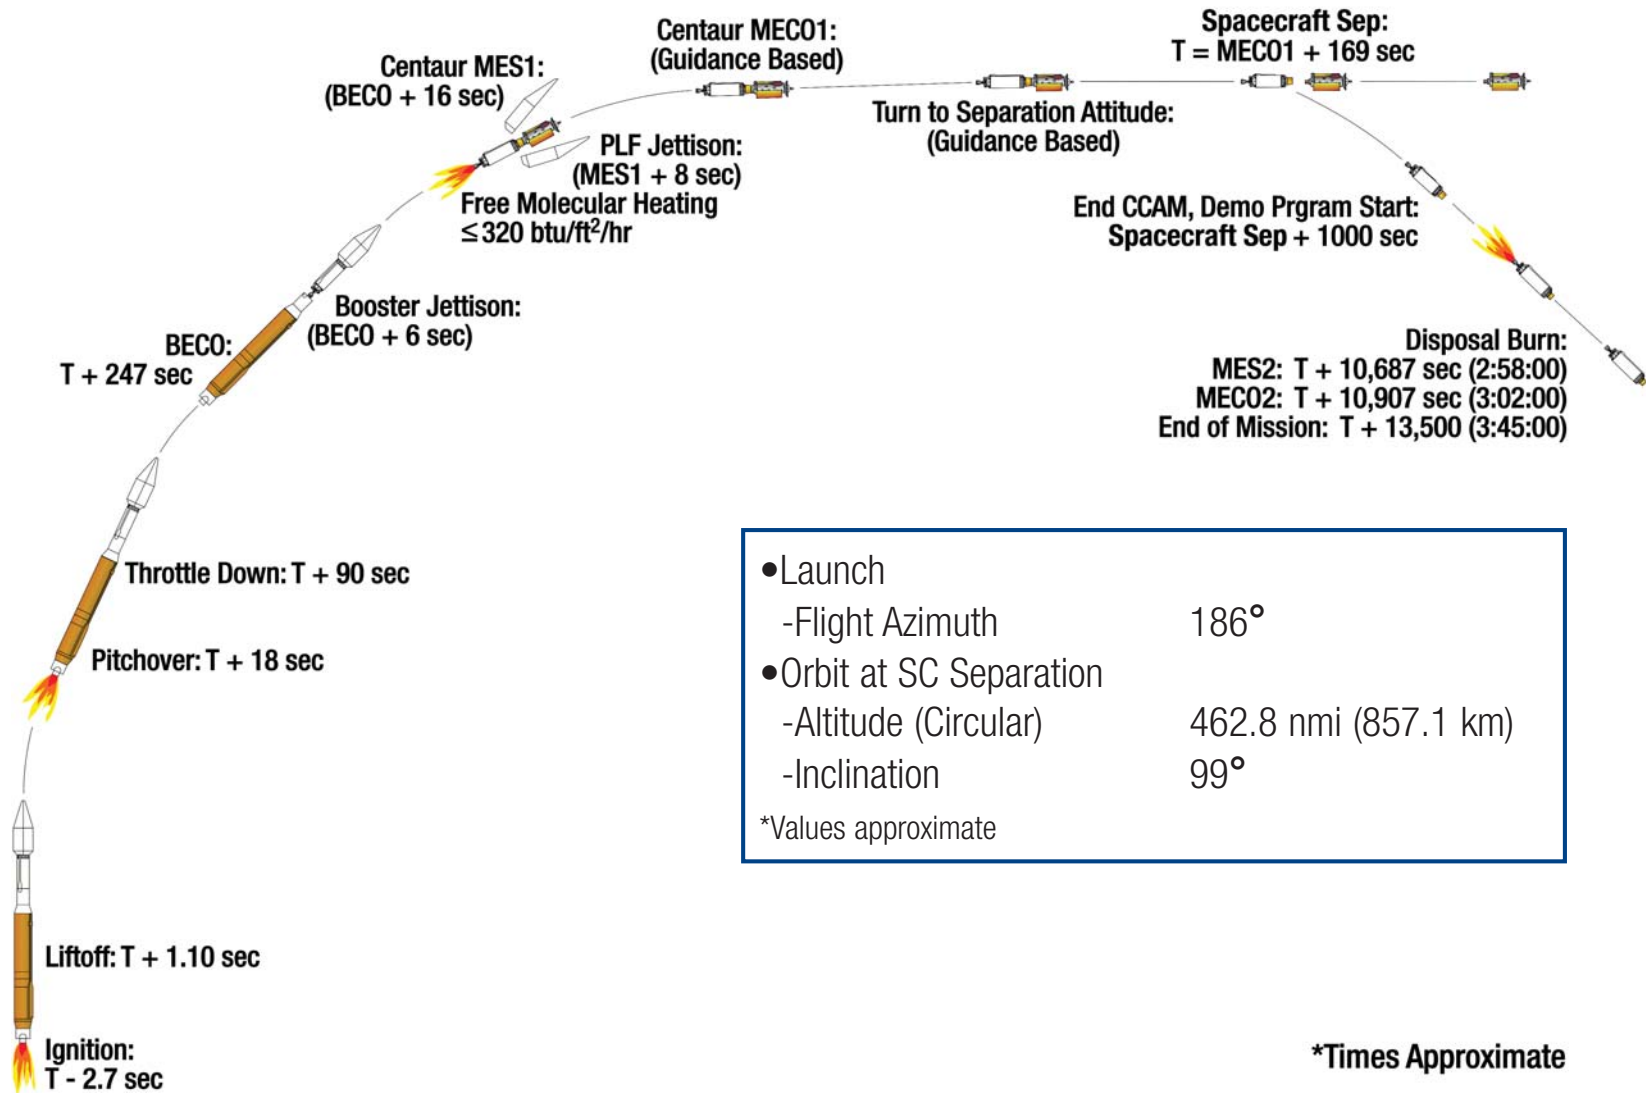 Centaur MECO1:
(Guidance Based)
Spacecraft Sep:
T = MECO1 + 169 sec
Centaur MES1:
(BECO + 16 sec)
Turn to Separation Attitude:
(Guidance Based)
PLF Jettison:
(MES1 + 8 sec)
Free Molecular Heating
≤ 320 btu/ft²/hr
End CCAM, Demo Prgram Start:
Spacecraft Sep + 1000 sec
Booster Jettison:
(BECO + 6 sec)
BECO:
T + 247 sec
Disposal Burn:
MES2: T + 10,687 sec (2:58:00)
MECO2: T + 10,907 sec (3:02:00)
End of Mission: T + 13,500 (3:45:00)
Throttle Down: T + 90 sec
Pitchover: T + 18 sec
•Launch
-Flight Azimuth 186°
•Orbit at SC Separation
-Altitude (Circular) 462.8 nmi (857.1 km)
-Inclination 99°
*Values approximate
Liftoff: T + 1.10 sec
Ignition:
T - 2.7 sec
*Times Approximate